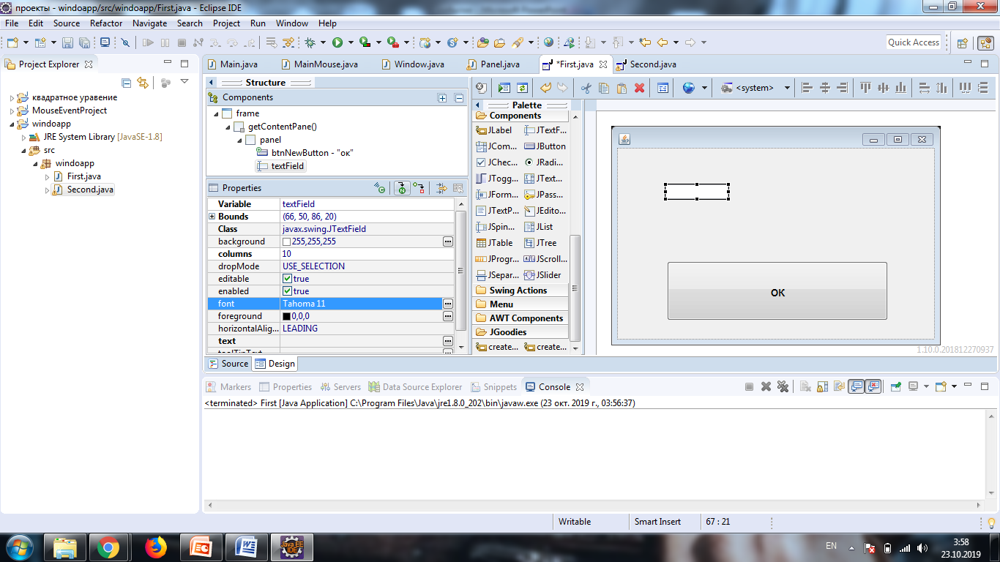 проекты - windoapp/src/windoapp/First.java - Eclipse IDE
File Edit Source Refactor Navigate Search Project Run Window Help
Quick Access
Project Explorer
квадратное уравение
MouseEventProject
windoapp
JRE System Library [JavaSE-1.8]
src
windoapp
First.java
Second.java
Main.java MainMouse.java Window.java Panel.java *First.java Second.java
Structure
Components
frame
getContentPane()
panel
btnNewButton - "ок"
textField
Properties
Variable textField
Bounds (66, 50, 86, 20)
Class javax.swing.JTextField
background 255,255,255
columns 10
dropMode USE_SELECTION
editable true
enabled true
font Tahoma 11
foreground 0,0,0
horizontalAlig... LEADING
text
toolTipText
Palette
Components
JLabel JTextF...
JCom... JButton
JChec... JRadi...
JTogg... JText...
JForm... JPass...
JTextP... JEdito...
JSpin... JList
JTable JTree
JProgr... JScroll...
JSepar... JSlider
Swing Actions
Menu
AWT Components
JGoodies
create... create...
<system>
ОК
1.10.0.201812270937
Source Design
Markers Properties Servers Data Source Explorer Snippets Console
<terminated> First [Java Application] C:\Program Files\Java\jre1.8.0_202\bin\javaw.exe (23 окт. 2019 г., 03:56:37)
Writable Smart Insert 67 : 21
Java EE
IDE
EN
3:58
23.10.2019